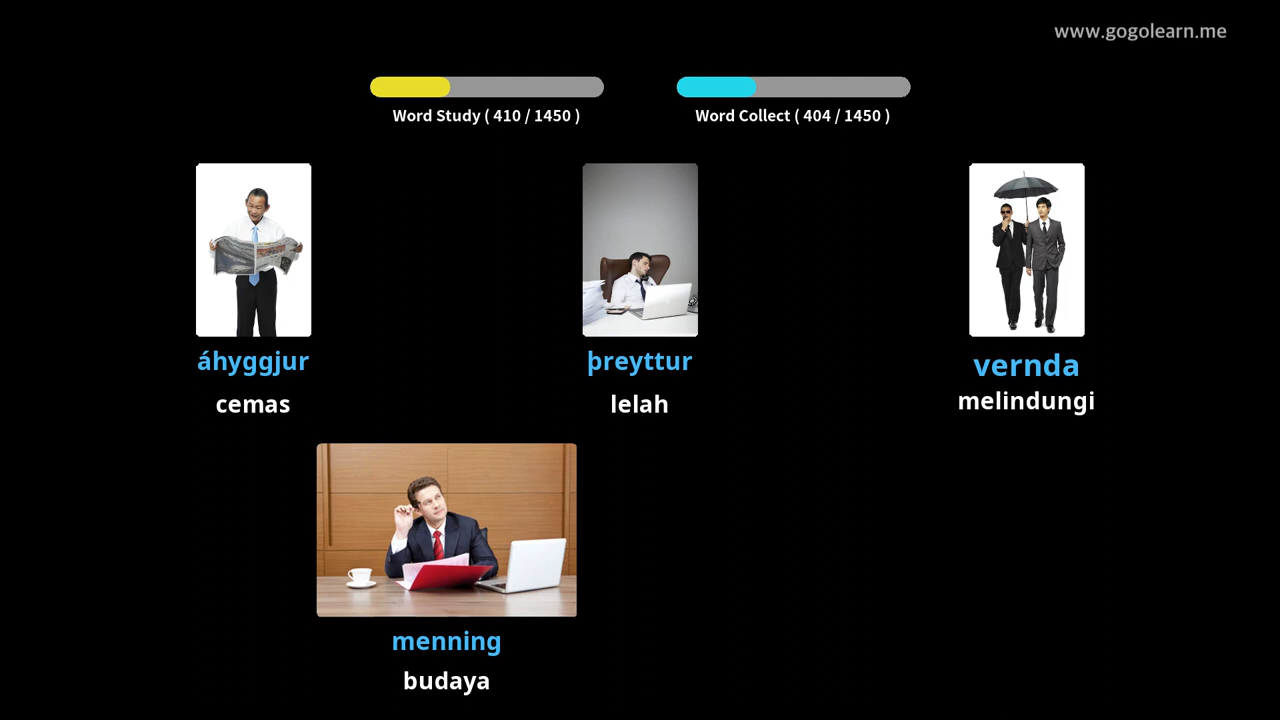 www.gogolearn.me
Word Study ( 410 / 1450 )
Word Collect ( 404 / 1450 )
áhyggjur
cemas
þreyttur
lelah
vernda
melindungi
menning
budaya